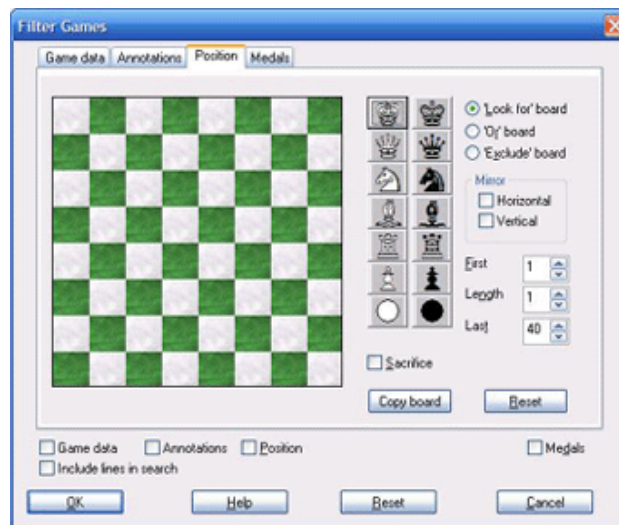 Filter Games
Game data Annotations Position Medals
'Look for' board
'Or' board
'Exclude' board
Mirror
Horizontal
Vertical
First 1
Length 1
Last 40
Sacrifice
Copy board Reset
Game data Annotations Position Medals
Include lines in search
OK Help Reset Cancel